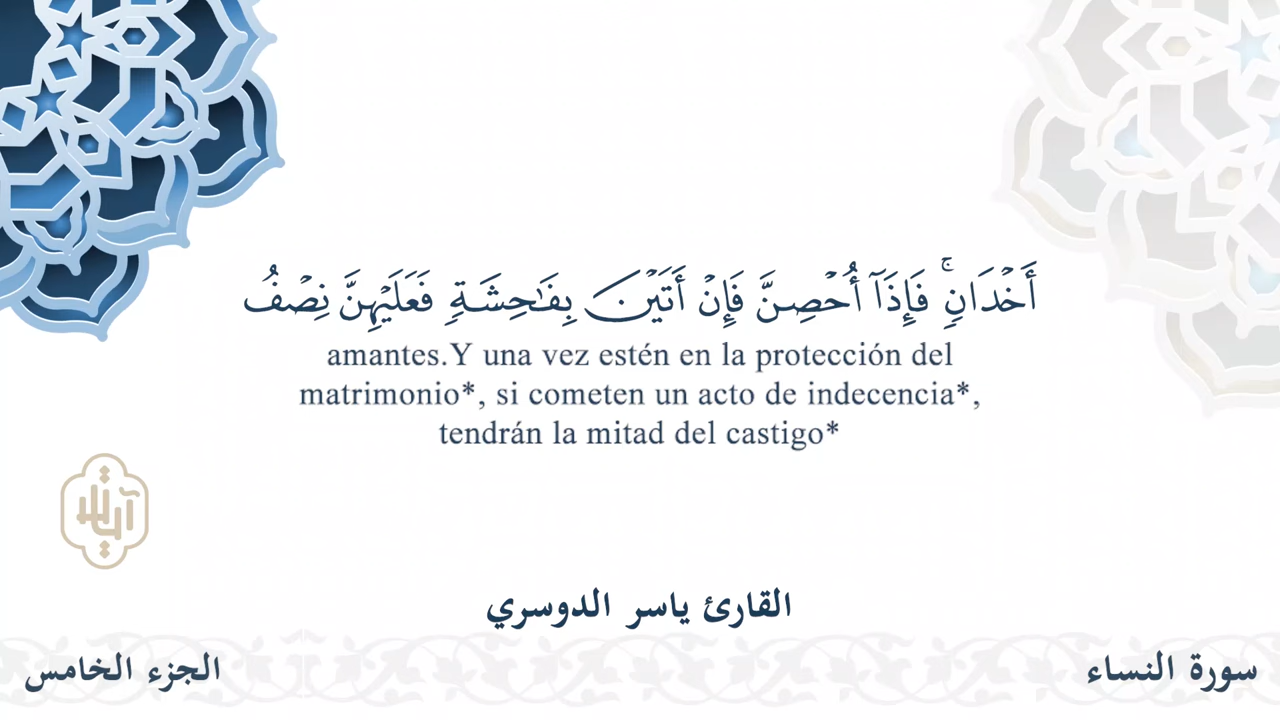 أَخْدَانٍۚ فَإِذَآ أُحْصِنَّ فَإِنْ أَتَيْنَ بِفَـٰحِشَةٍ فَعَلَيْهِنَّ نِصْفُ
amantes.Y una vez estén en la protección del
matrimonio*, si cometen un acto de indecencia*,
tendrán la mitad del castigo*
القارئ ياسر الدوسري
سورة النساء
الجزء الخامس